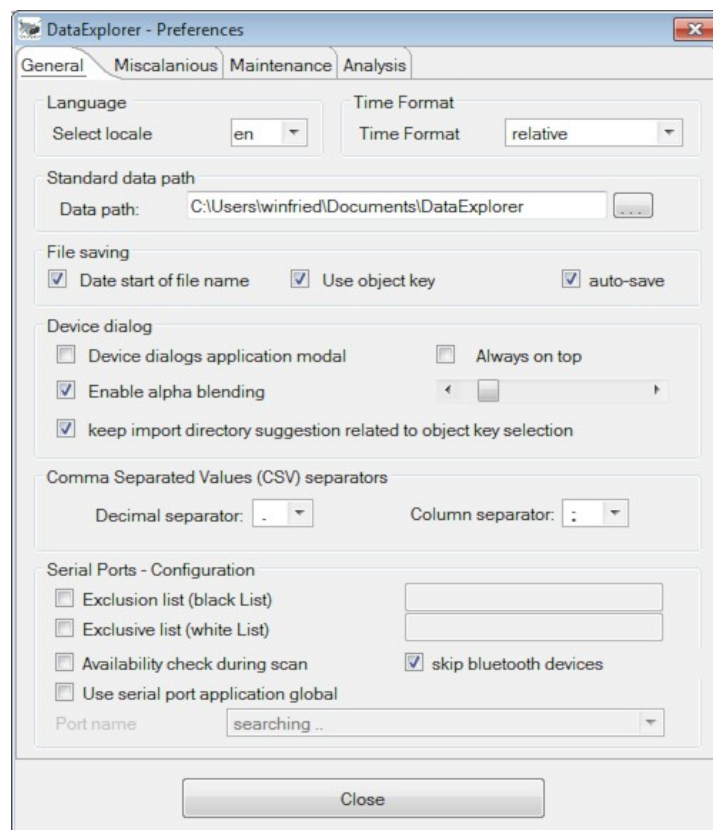 DataExplorer - Preferences
General Miscalanious Maintenance Analysis
Language Time Format
Select locale en Time Format relative
Standard data path
Data path: C:\Users\winfried\Documents\DataExplorer ...
File saving
Date start of file name Use object key auto-save
Device dialog
Device dialogs application modal Always on top
Enable alpha blending
keep import directory suggestion related to object key selection
Comma Separated Values (CSV) separators
Decimal separator: . Column separator: ;
Serial Ports - Configuration
Exclusion list (black List)
Exclusive list (white List)
Availability check during scan skip bluetooth devices
Use serial port application global
Port name searching ..
Close